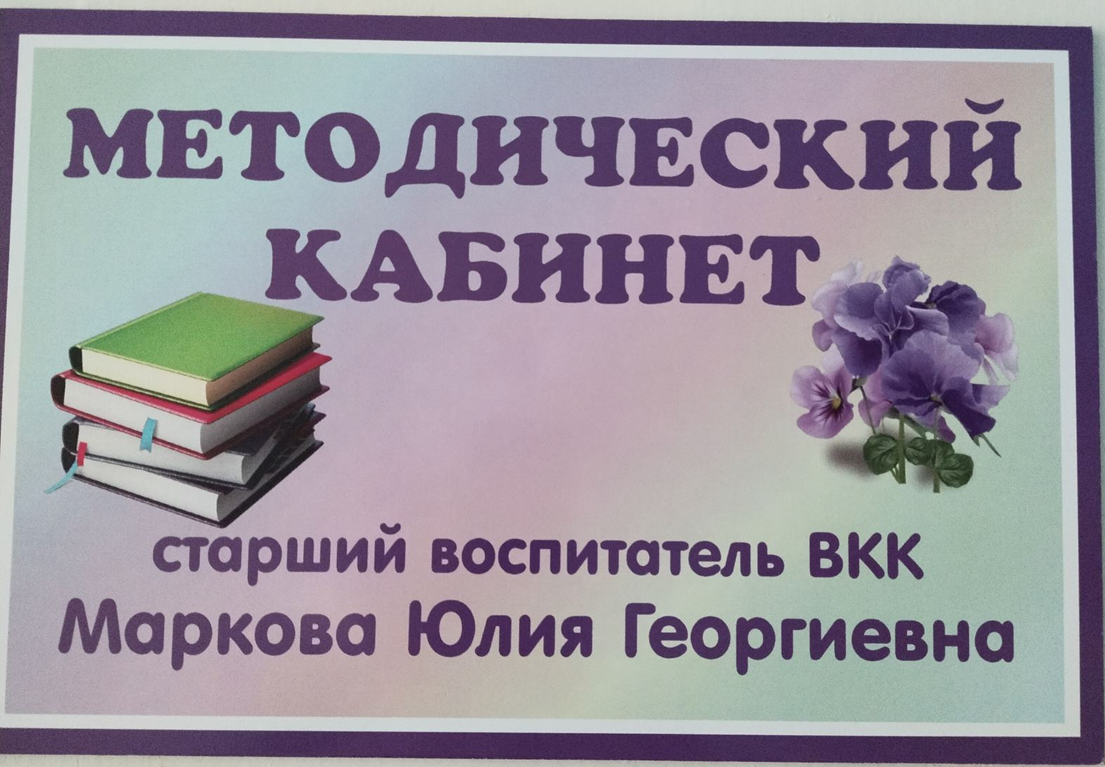 МЕТОДИЧЕСКИЙ
КАБИНЕТ
старший воспитатель ВКК
Маркова Юлия Георгиевна